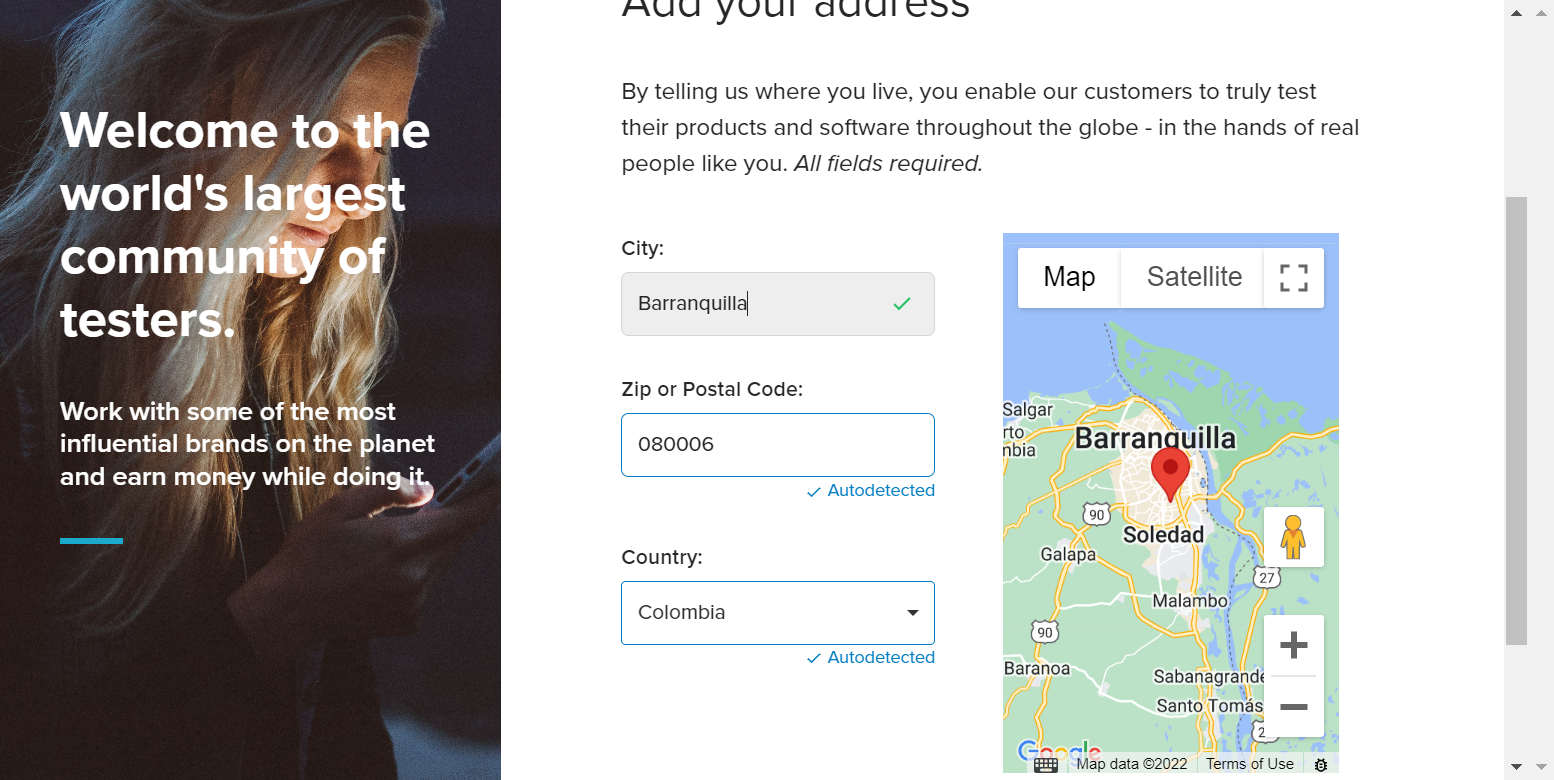 Welcome to the
world's largest
community of
testers.
Work with some of the most
influential brands on the planet
and earn money while doing it.
Add your address
By telling us where you live, you enable our customers to truly test
their products and software throughout the globe - in the hands of real
people like you. All fields required.
City:
Barranquilla
Zip or Postal Code:
080006
Autodetected
Country:
Colombia
Autodetected
Map
Satellite
Salgar
rto
nbia
Barranquilla
90
Soledad
Galapa
27
Malambo
90
Baranoa
Sabanagrande
Santo Tomás
2
Google
Map data ©2022
Terms of Use